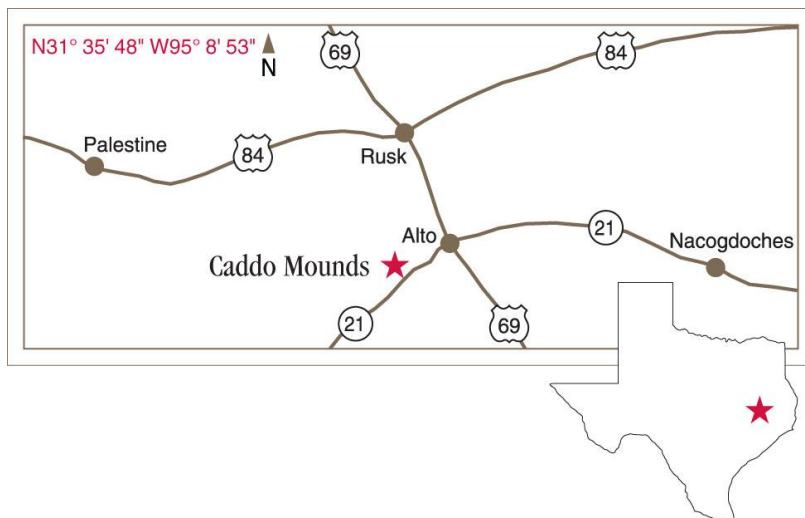 N31° 35' 48" W95° 8' 53"
N
69
84
Palestine
84
Rusk
Alto
21
Nacogdoches
Caddo Mounds
21
69